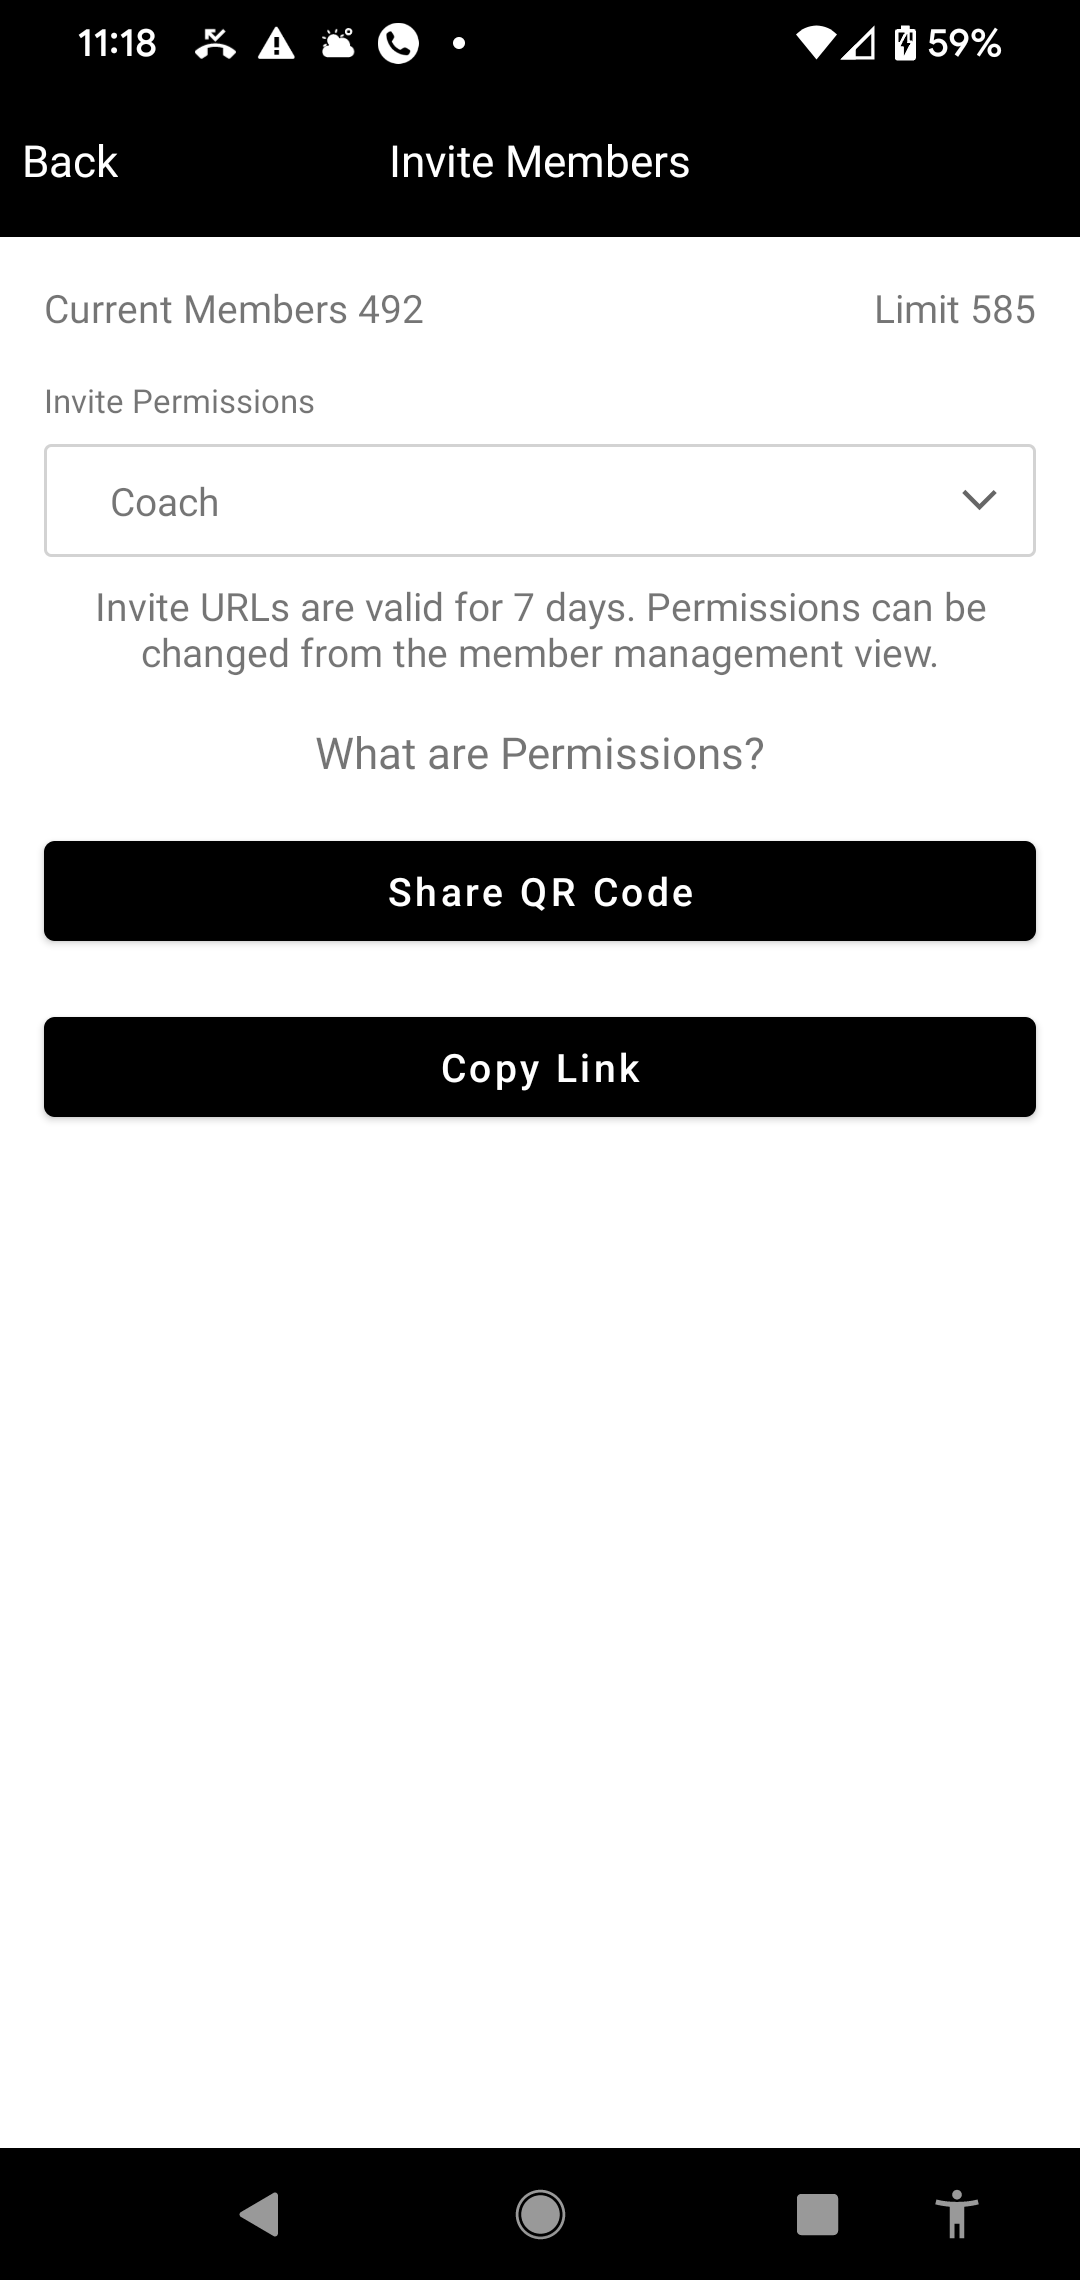 11:18 59%
Back Invite Members
Current Members 492 Limit 585
Invite Permissions
Coach
Invite URLs are valid for 7 days. Permissions can be
changed from the member management view.
What are Permissions?
Share QR Code
Copy Link